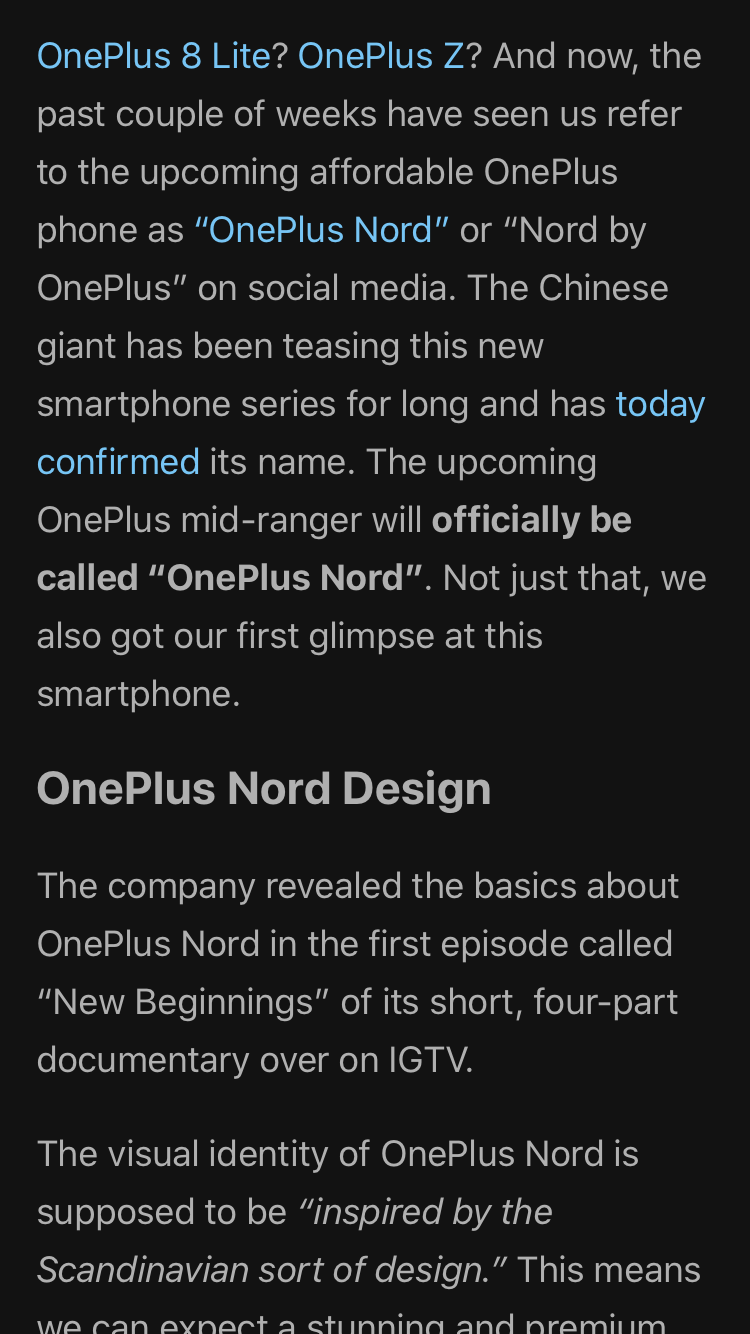 OnePlus 8 Lite? OnePlus Z? And now, the
past couple of weeks have seen us refer
to the upcoming affordable OnePlus
phone as “OnePlus Nord” or “Nord by
OnePlus” on social media. The Chinese
giant has been teasing this new
smartphone series for long and has today
confirmed its name. The upcoming
OnePlus mid-ranger will officially be
called “OnePlus Nord”. Not just that, we
also got our first glimpse at this
smartphone.
OnePlus Nord Design
The company revealed the basics about
OnePlus Nord in the first episode called
“New Beginnings” of its short, four-part
documentary over on IGTV.
The visual identity of OnePlus Nord is
supposed to be “inspired by the
Scandinavian sort of design.” This means
we can expect a stunning and premium